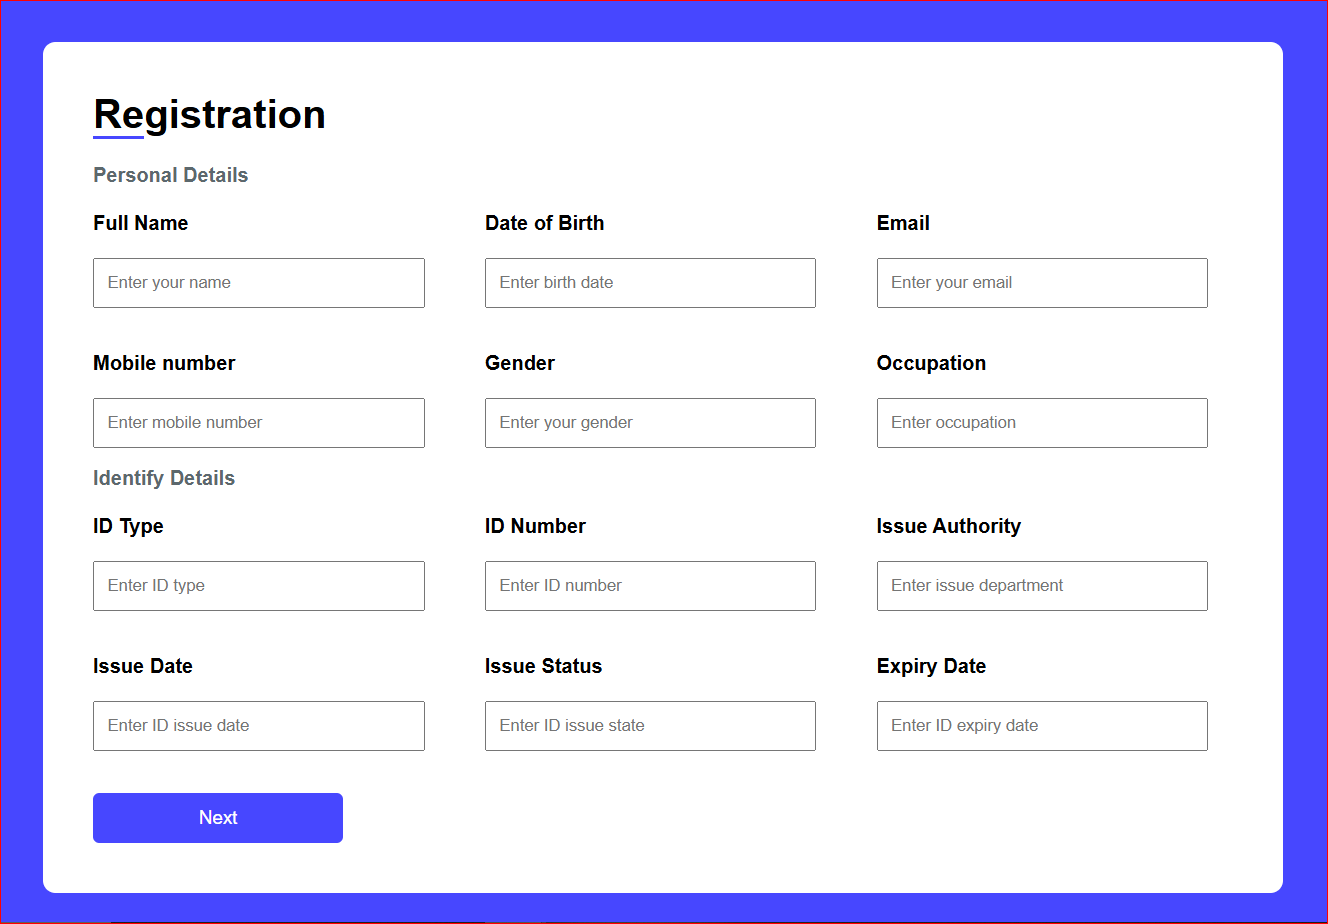 Registration
Personal Details
Full Name Date of Birth Email
Enter your name Enter birth date Enter your email
Mobile number Gender Occupation
Enter mobile number Enter your gender Enter occupation
Identify Details
ID Type ID Number Issue Authority
Enter ID type Enter ID number Enter issue department
Issue Date Issue Status Expiry Date
Enter ID issue date Enter ID issue state Enter ID expiry date
Next